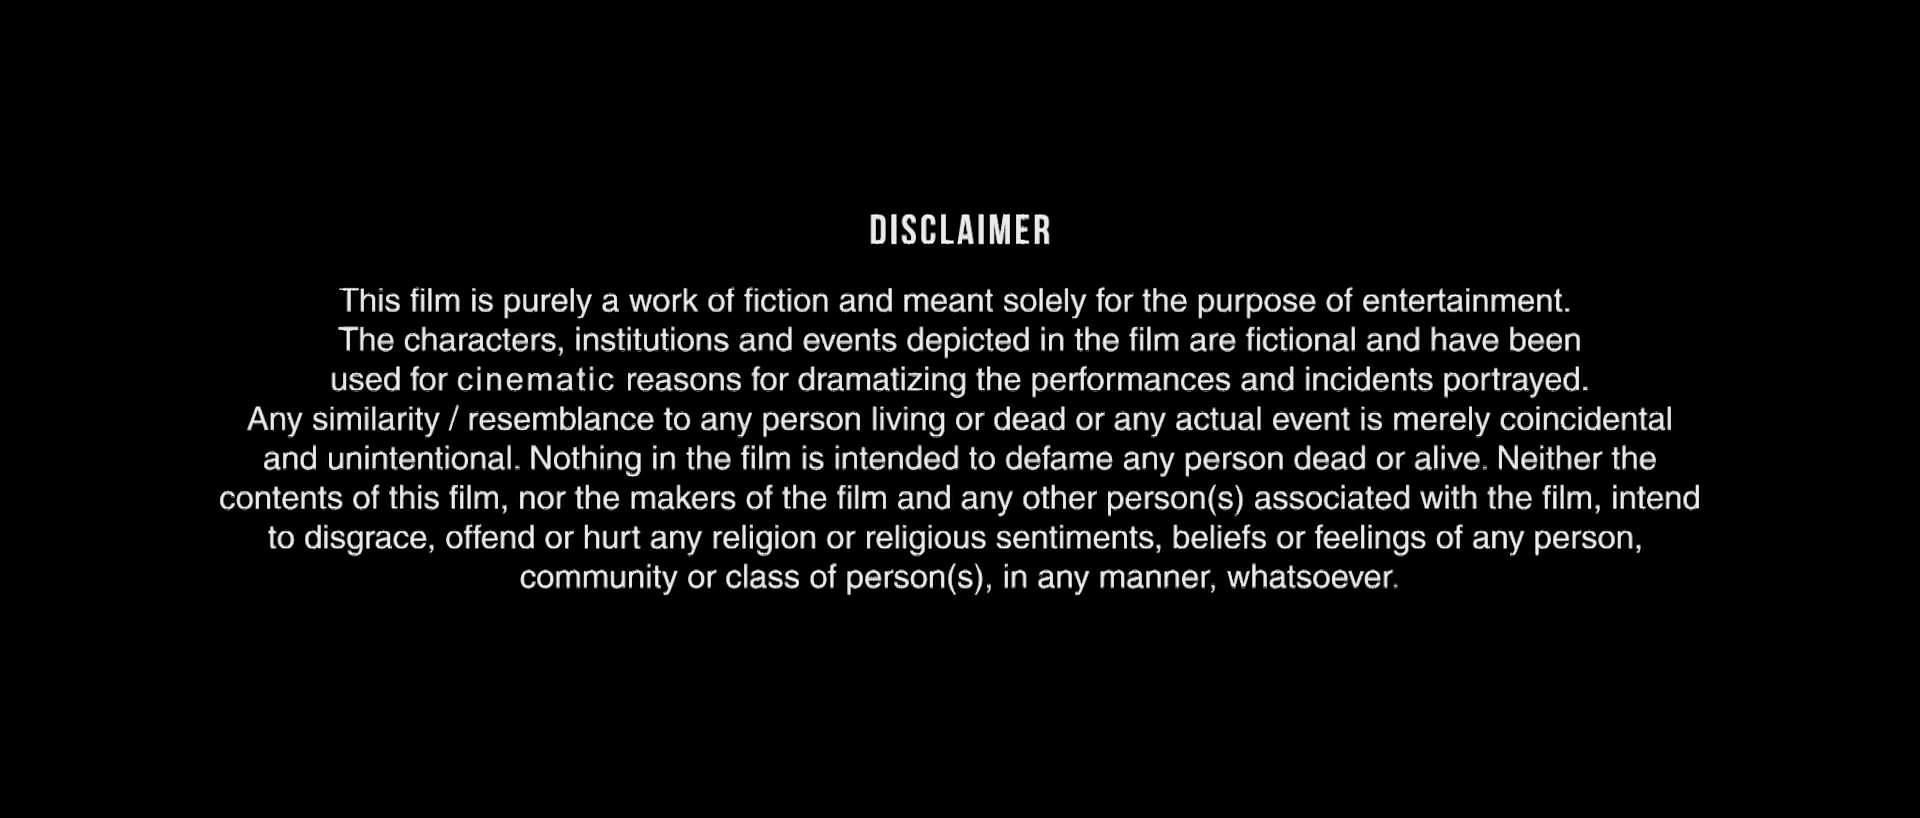 DISCLAIMER
This film is purely a work of fiction and meant solely for the purpose of entertainment.
The characters, institutions and events depicted in the film are fictional and have been
used for cinematic reasons for dramatizing the performances and incidents portrayed.
Any similarity / resemblance to any person living or dead or any actual event is merely coincidental
and unintentional. Nothing in the film is intended to defame any person dead or alive. Neither the
contents of this film, nor the makers of the film and any other person(s) associated with the film, intend
to disgrace, offend or hurt any religion or religious sentiments, beliefs or feelings of any person,
community or class of person(s), in any manner, whatsoever.